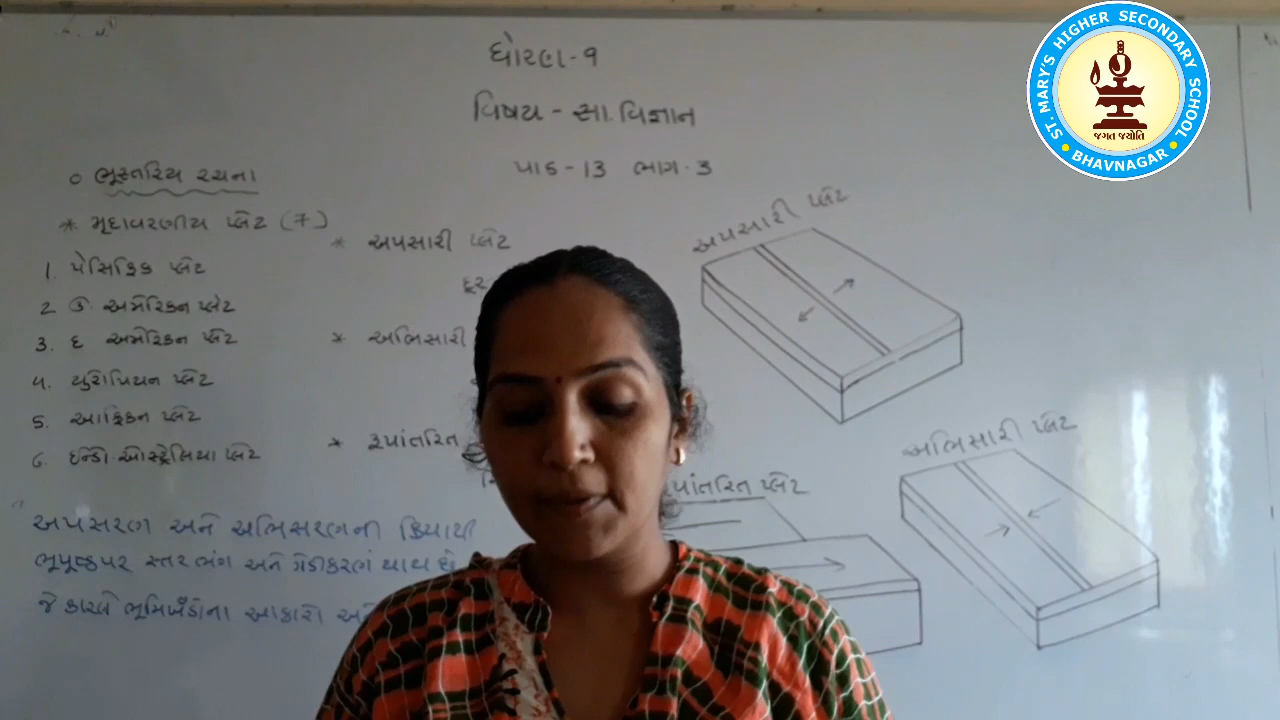 ધોરણ - ૧
વિષય - સા. વિજ્ઞાન
પાઠ - 13 ભાગ - 3
○ ભૂસ્તરિય રચના
* મૃદાવરણીય પ્લેટ (7)
1. પેસિફિક પ્લેટ
2 ઉ અમેરિકન પ્લેટ
3. દ અમેરિકન પ્લેટ
4. યુરોપિયન પ્લેટ
5. આફ્રિકન પ્લેટ
6. ઇન્ડો ઓસ્ટ્રેલિયા પ્લેટ
* અપસારી પ્લેટ
દૂર
* અભિસારી
* રૂપાંતરિત
અપસરણ અને અભિસરણની ક્રિયાથી
ભૂપૃષ્ઠ પર સ્તરભંગ અને ગેડીકરણ થાય છે
જે કારણે ભૂમિખંડોના આકારો
અપસારી પ્લેટ
અભિસારી પ્લેટ
પાંતરિત પ્લેટ
ST. MARY'S HIGHER SECONDARY SCHOOL
BHAVNAGAR
જગત જ્યોતિ